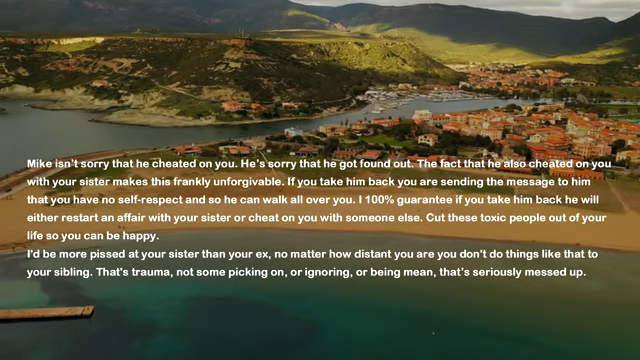 Mike isn't sorry that he cheated on you. He's sorry that he got found out. The fact that he also cheated on you
with your sister makes this frankly unforgivable. If you take him back you are sending the message to him
that you have no self-respect and so he can walk all over you. I 100% guarantee if you take him back he will
either restart an affair with your sister or cheat on you with someone else. Cut these toxic people out of your
life so you can be happy.
I'd be more pissed at your sister than your ex, no matter how distant you are you don't do things like that to
your sibling. That's trauma, not some picking on, or ignoring, or being mean, that's seriously messed up.